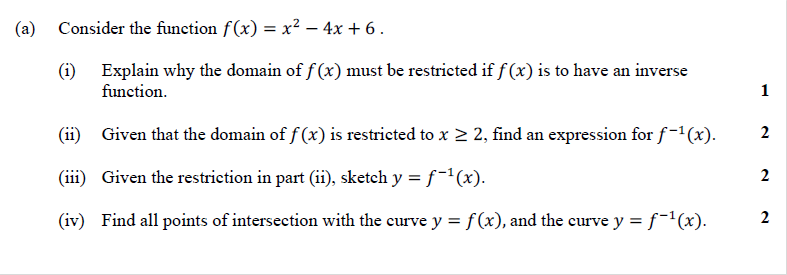 (a) Consider the function f(x) = x² − 4x + 6 .
(i) Explain why the domain of f(x) must be restricted if f(x) is to have an inverse
function. 1
(ii) Given that the domain of f(x) is restricted to x ≥ 2, find an expression for f⁻¹(x). 2
(iii) Given the restriction in part (ii), sketch y = f⁻¹(x). 2
(iv) Find all points of intersection with the curve y = f(x), and the curve y = f⁻¹(x). 2